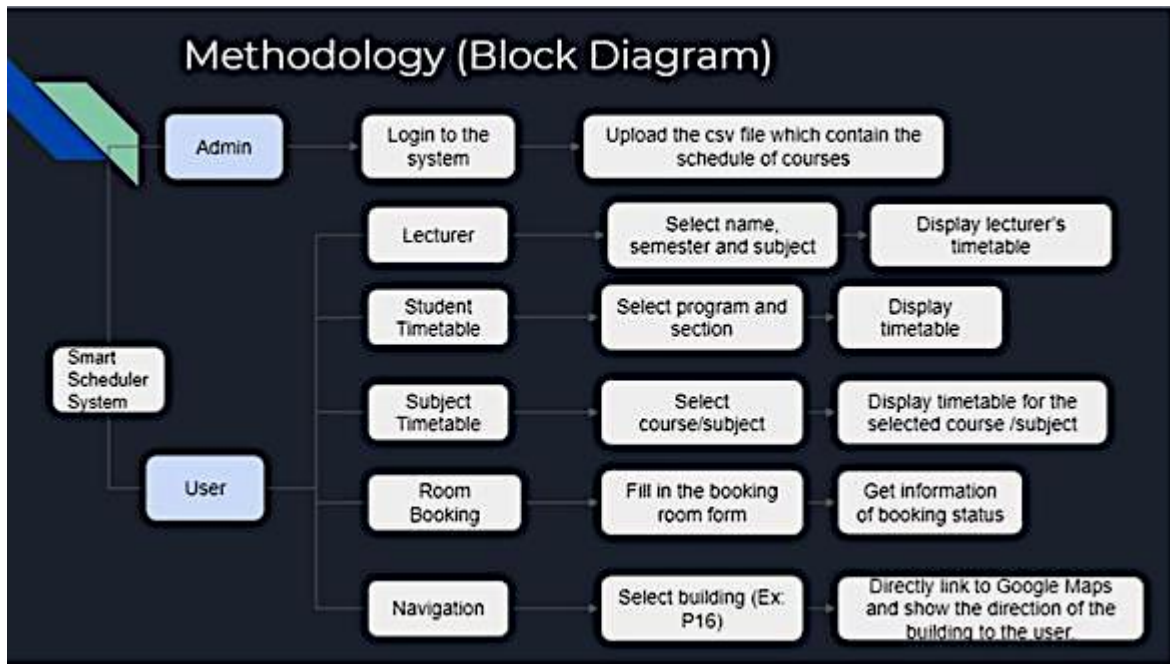 Methodology (Block Diagram)
Admin
Login to the
system
Upload the csv file which contain the
schedule of courses
Lecturer
Select name,
semester and subject
Display lecturer's
timetable
Student
Timetable
Select program and
section
Display
timetable
Smart
Scheduler
System
Subject
Timetable
Select
course/subject
Display timetable for the
selected course /subject
User
Room
Booking
Fill in the booking
room form
Get information
of booking status
Navigation
Select building (Ex:
P16)
Directly link to Google Maps
and show the direction of the
building to the user.